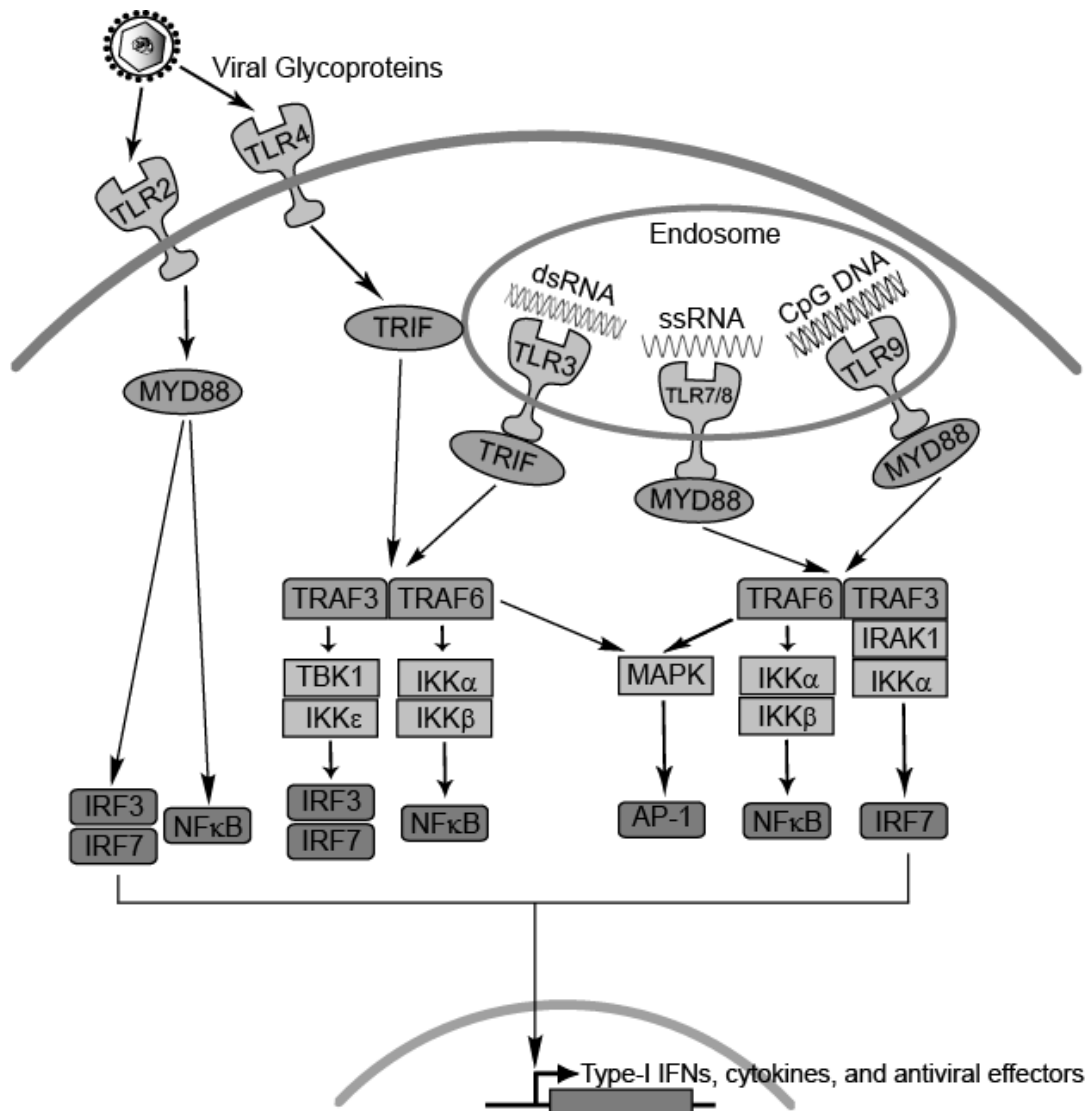 Viral Glycoproteins
TLR4
TLR2
Endosome
dsRNA
ssRNA
CpG DNA
TLR3
TLR7/8
TLR9
TRIF
MYD88
TRIF
MYD88
MYD88
TRAF3 TRAF6
TRAF6 TRAF3
IRAK1
TBK1
IKKε
IKKα
IKKβ
MAPK
IKKα
IKKβ
IKKα
IRF3
IRF7
NFκB
IRF3
IRF7
NFκB
AP-1
NFκB
IRF7
Type-I IFNs, cytokines, and antiviral effectors